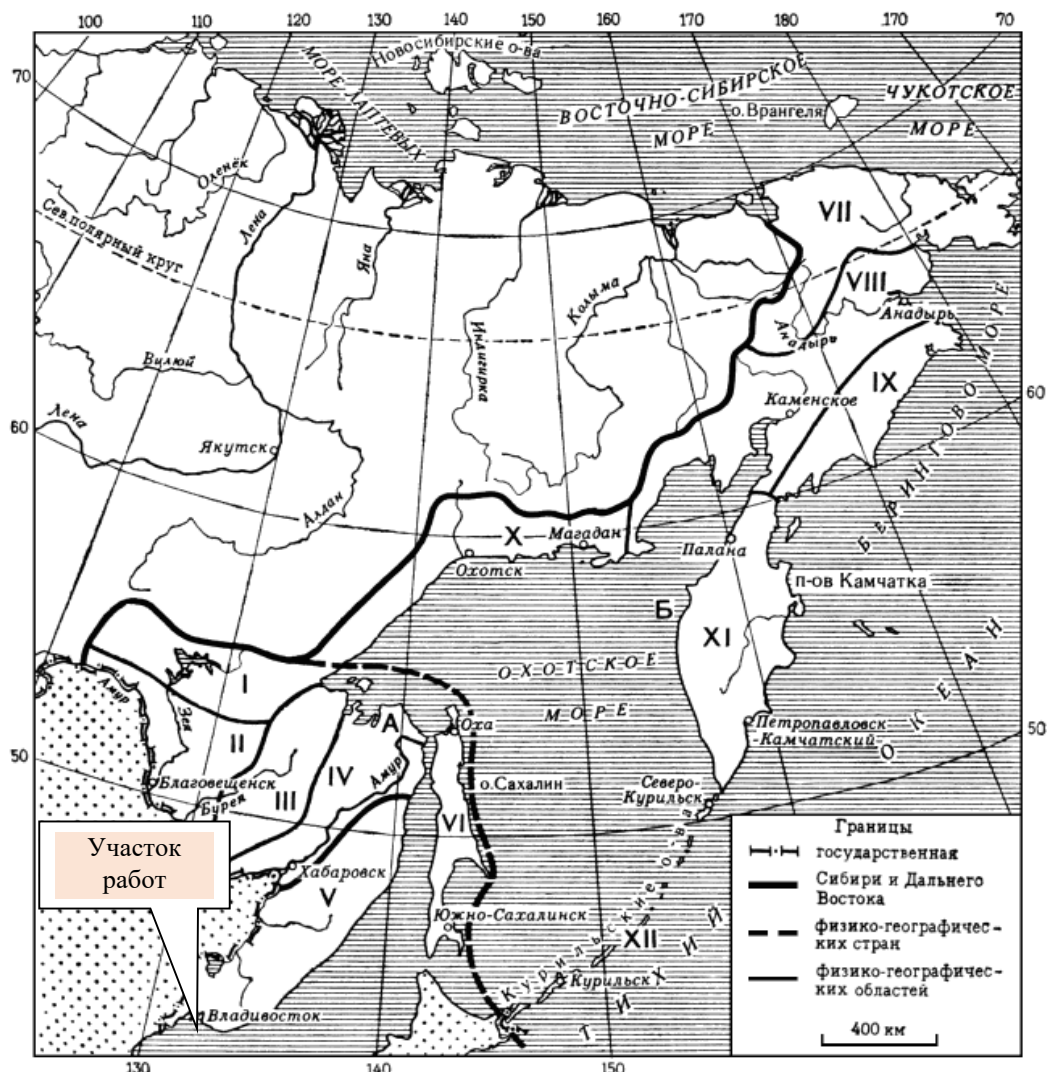 100 110 120 130 140 150 160 170 180 170 70
70
60
50
60
50
130 140 150
Новосибирские о-ва
МОРЕ ЛАПТЕВЫХ
ВОСТОЧНО-СИБИРСКОЕ
МОРЕ
о.Врангеля
ЧУКОТСКОЕ
МОРЕ
Оленёк
Лена
Яна
Сев.полярный круг
Индигирка
Колыма
VII
VIII
Анадырь
Анадырь
IX
Вилюй
Лена
Якутск
Алдан
Каменское
БЕРИНГОВО МОРЕ
X
Магадан
Охотск
Палана
п-ов Камчатка
Б
XI
ОХОТСКОЕ
МОРЕ
Петропавловск
-Камчатский
Амур
Зея
I
II
III
IV
А
Амур
Оха
о.Сахалин
VI
Благовещенск
Бурея
Хабаровск
V
Северо-
Курильск
Курильские о-ва
XII
Курильск
Южно-Сахалинск
ТИХИЙ
ОКЕАН
Владивосток
Участок
работ
Границы
государственная
Сибири и Дальнего
Востока
физико-географичес-
ких стран
физико-географичес-
ких областей
400 км